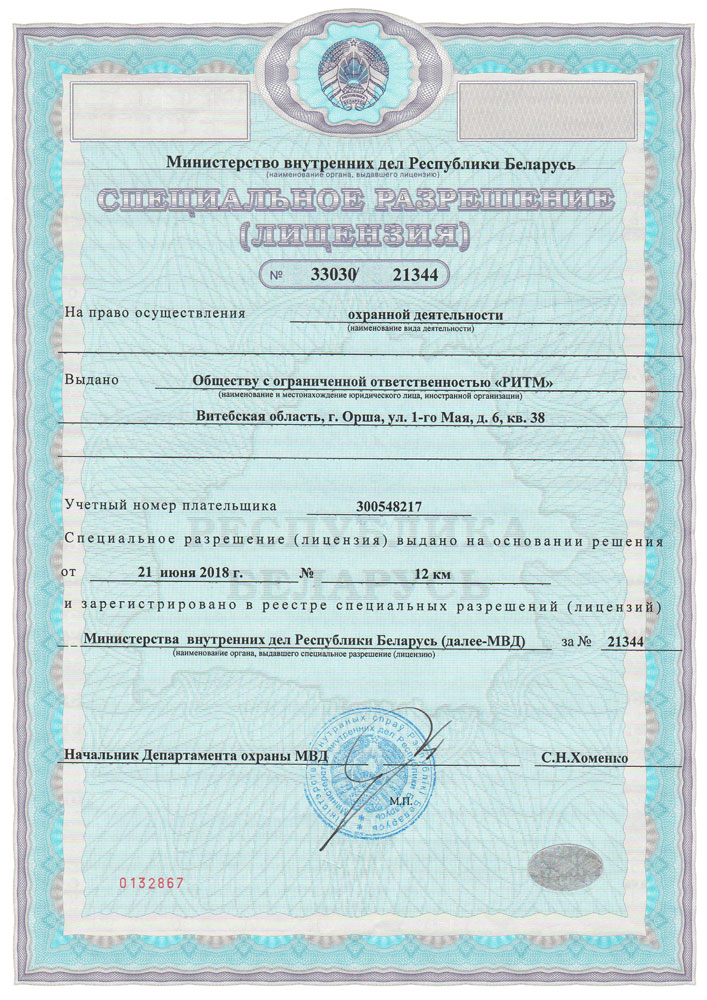 Министерство внутренних дел Республики Беларусь
(наименование органа, выдавшего лицензию)
СПЕЦИАЛЬНОЕ РАЗРЕШЕНИЕ
(ЛИЦЕНЗИЯ)
№ 33030/ 21344
На право осуществления охранной деятельности
(наименование вида деятельности)
Выдано Обществу с ограниченной ответственностью «РИТМ»
(наименование и местонахождение юридического лица, иностранной организации)
Витебская область, г. Орша, ул. 1-го Мая, д. 6, кв. 38
Учетный номер плательщика 300548217
РЕСПУБЛИКА
Специальное разрешение (лицензия) выдано на основании решения
от 21 июня 2018 г. № 12 км
БЕЛАРУСЬ
и зарегистрировано в реестре специальных разрешений (лицензий)
Министерства внутренних дел Республики Беларусь (далее-МВД) за № 21344
(наименование органа, выдавшего специальное разрешение (лицензию)
Начальник Департамента охраны МВД С.Н.Хоменко
М.П.
0132867